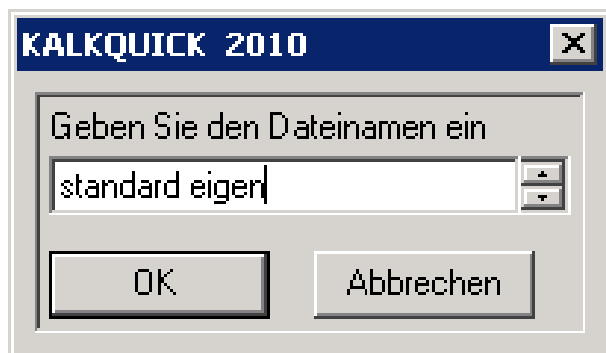 KALKQUICK 2010
Geben Sie den Dateinamen ein
standard eigen
OK Abbrechen